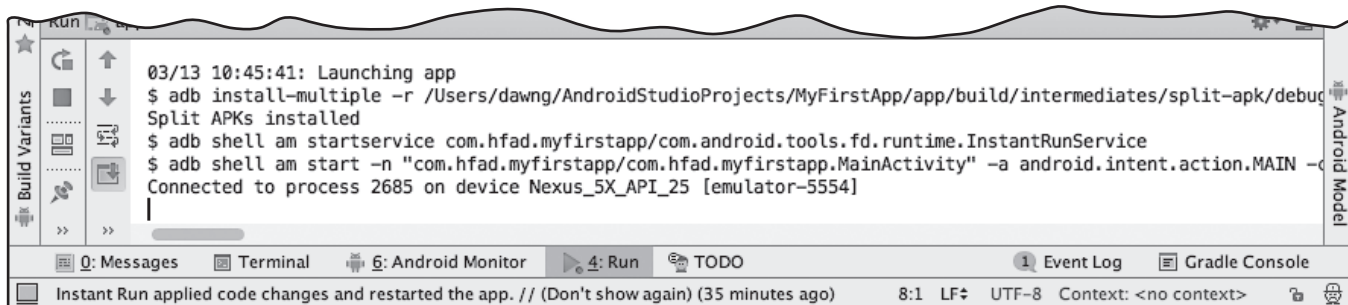 Run
03/13 10:45:41: Launching app
$ adb install-multiple -r /Users/dawng/AndroidStudioProjects/MyFirstApp/app/build/intermediates/split-apk/debug
Split APKs installed
$ adb shell am startservice com.hfad.myfirstapp/com.android.tools.fd.runtime.InstantRunService
$ adb shell am start -n "com.hfad.myfirstapp/com.hfad.myfirstapp.MainActivity" -a android.intent.action.MAIN -c
Connected to process 2685 on device Nexus_5X_API_25 [emulator-5554]
Build Variants
Android Model
>> >>
0: Messages Terminal 6: Android Monitor 4: Run TODO 1 Event Log Gradle Console
Instant Run applied code changes and restarted the app. // (Don't show again) (35 minutes ago) 8:1 LF UTF-8 Context: <no context>